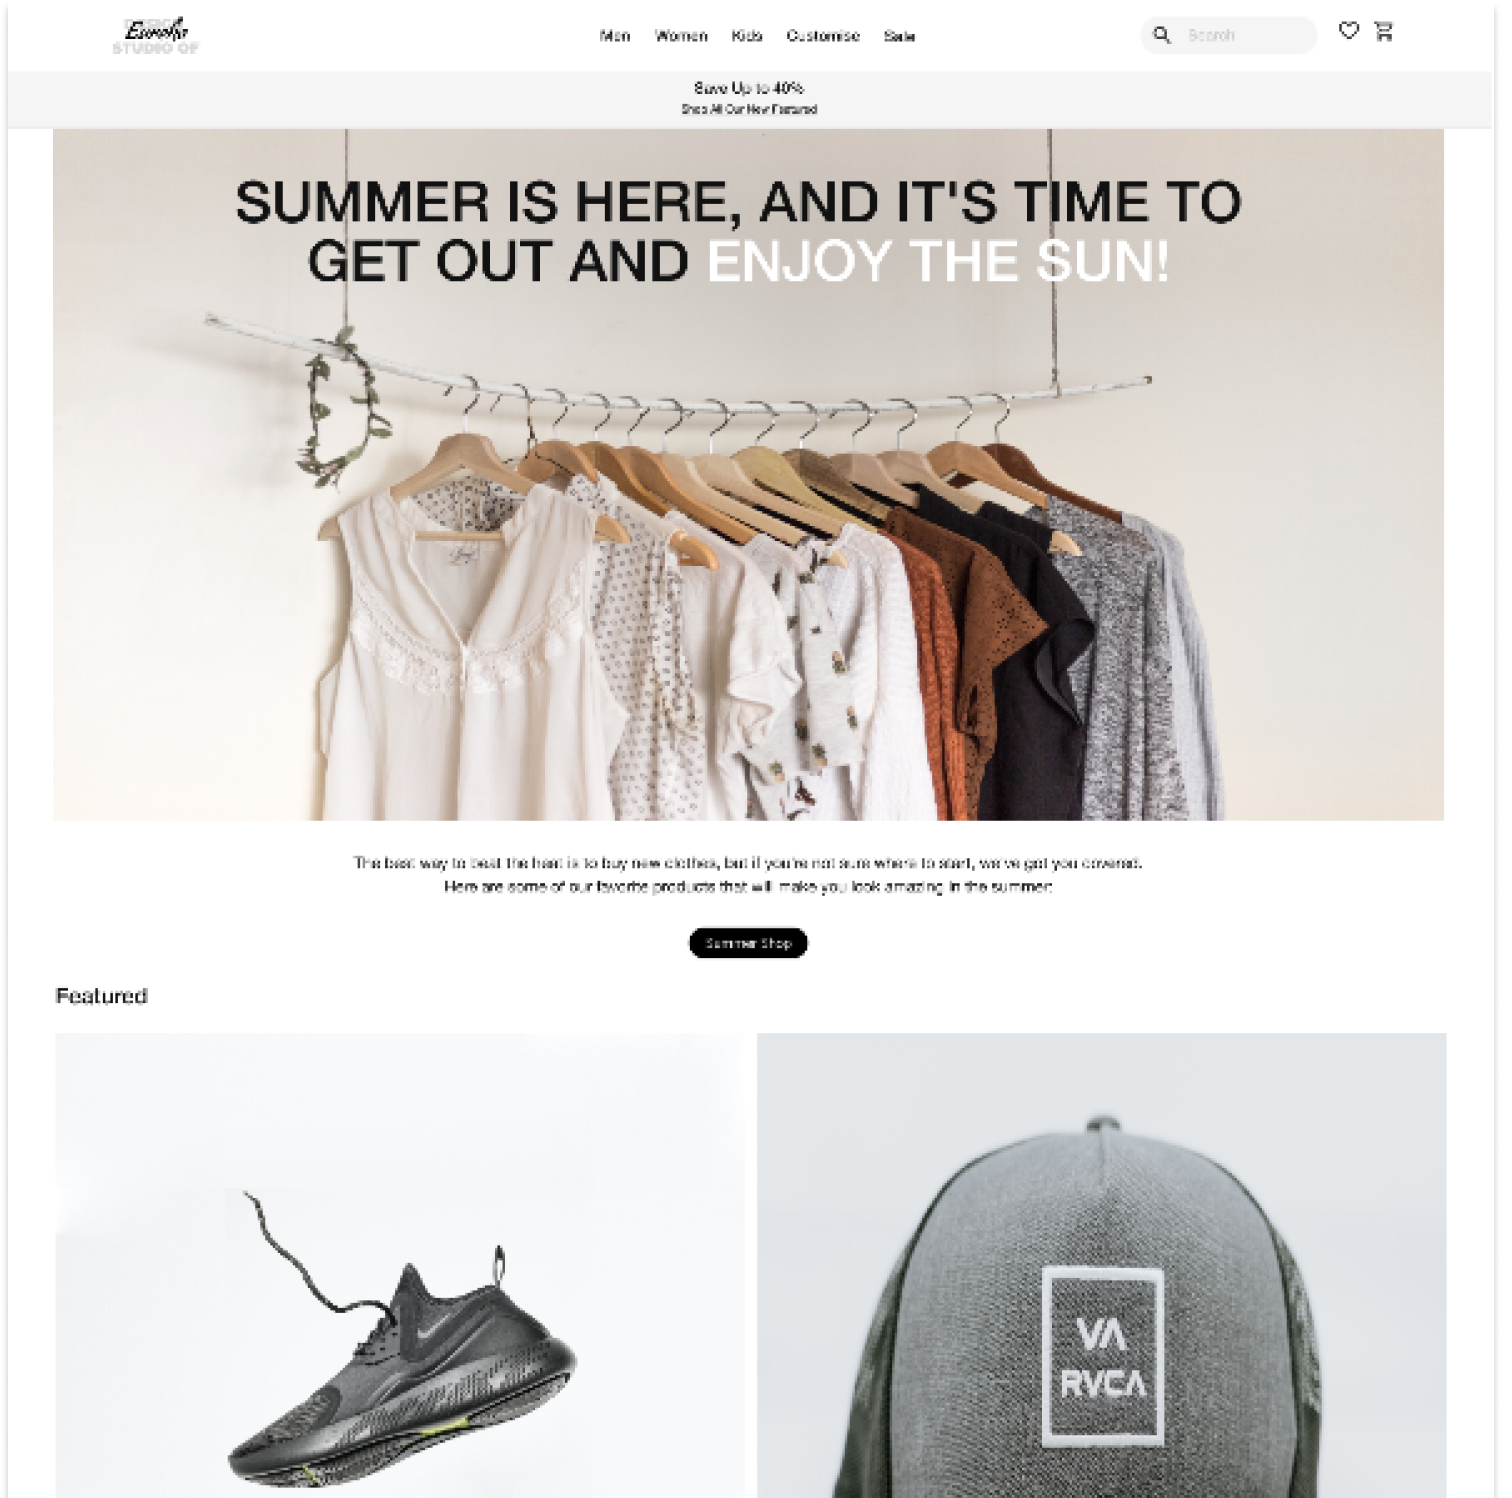 Eureka
STUDIO OF
Men Women Kids Customise Sale
Search
Save Up to 40%
Shop All Our New Featured
SUMMER IS HERE, AND IT'S TIME TO
GET OUT AND ENJOY THE SUN!
The best way to beat the heat is to buy new clothes, but if you're not sure where to start, we've got you covered.
Here are some of our favorite products that will make you look amazing in the summer:
Summer Shop
Featured
VA
RVCA